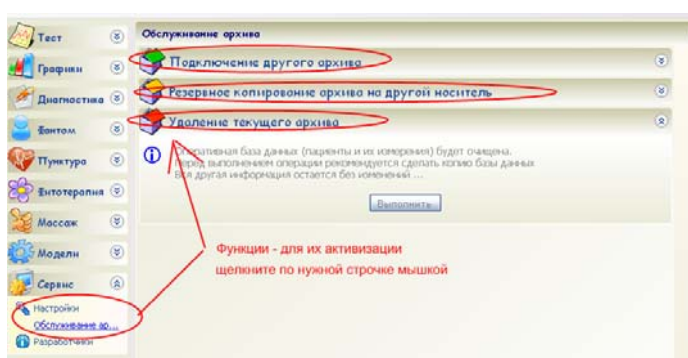 Тест
Графики
Диагностика
Фантом
Пунктура
Фитотерапия
Массаж
Модели
Сервис
Настройки
Обслуживание ар...
Разработчики
Обслуживание архива
Подключение другого архива
Резервное копирование архива на другой носитель
Удаление текущего архива
Оперативная база данных (пациенты и их измерения) будет очищена.
Перед выполнением операции рекомендуется сделать копию базы данных
Вся другая информация остается без изменений ...
Выполнить
Функции - для их активизации
щелкните по нужной строчке мышкой